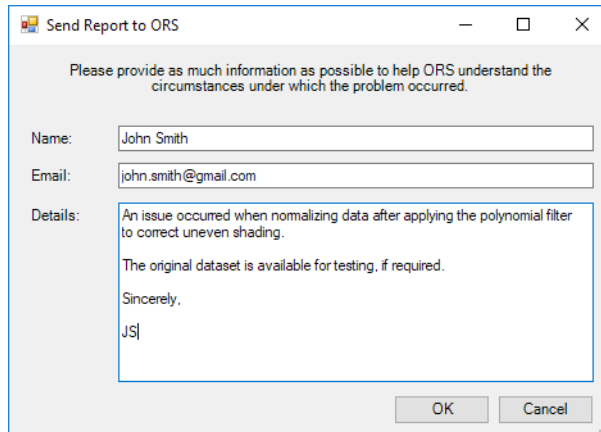 Send Report to ORS
Please provide as much information as possible to help ORS understand the
circumstances under which the problem occurred.
Name: John Smith
Email: john.smith@gmail.com
Details: An issue occurred when normalizing data after applying the polynomial filter
to correct uneven shading.
The original dataset is available for testing, if required.
Sincerely,
JS
OK Cancel